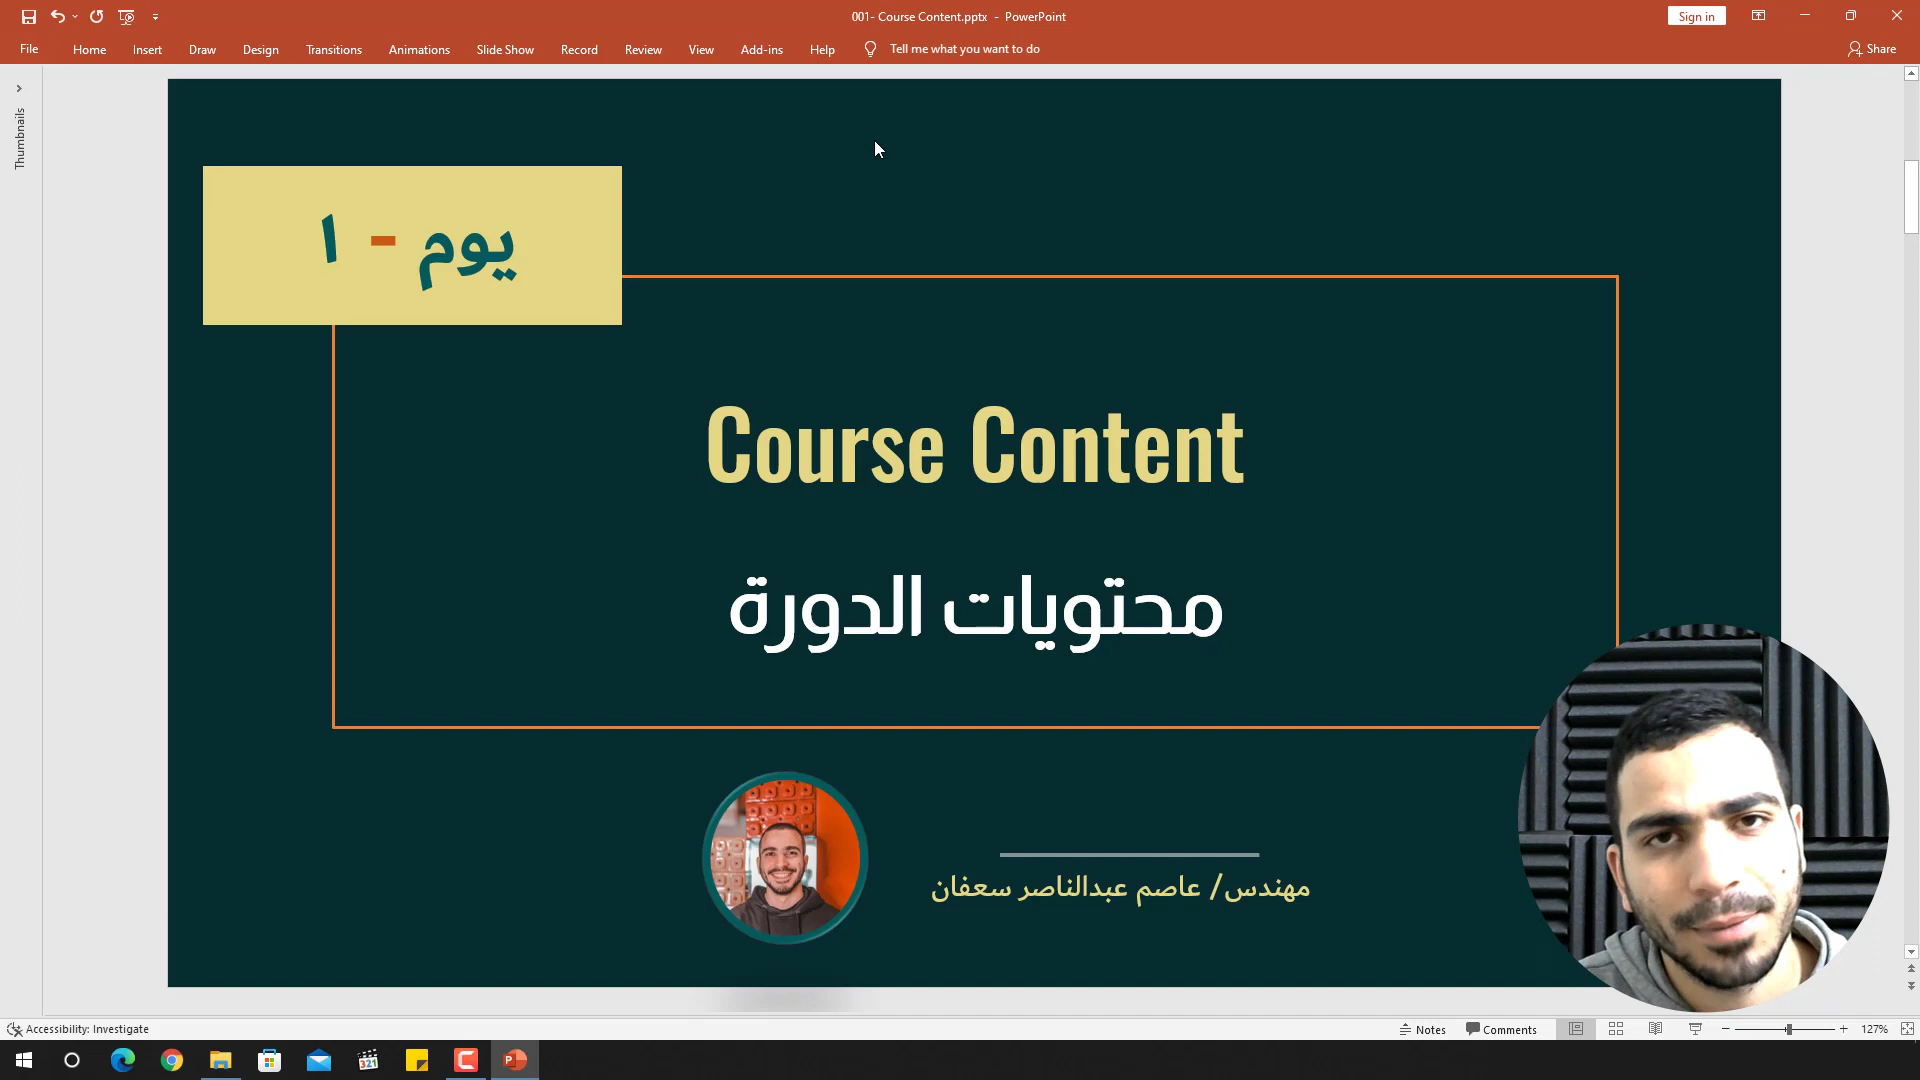 001- Course Content.pptx - PowerPoint
Sign in
File Home Insert Draw Design Transitions Animations Slide Show Record Review View Add-ins Help Tell me what you want to do Share
Thumbnails
يوم - ١
Course Content
محتويات الدورة
مهندس/ عاصم عبدالناصر سعفان
Accessibility: Investigate Notes Comments 127%
321